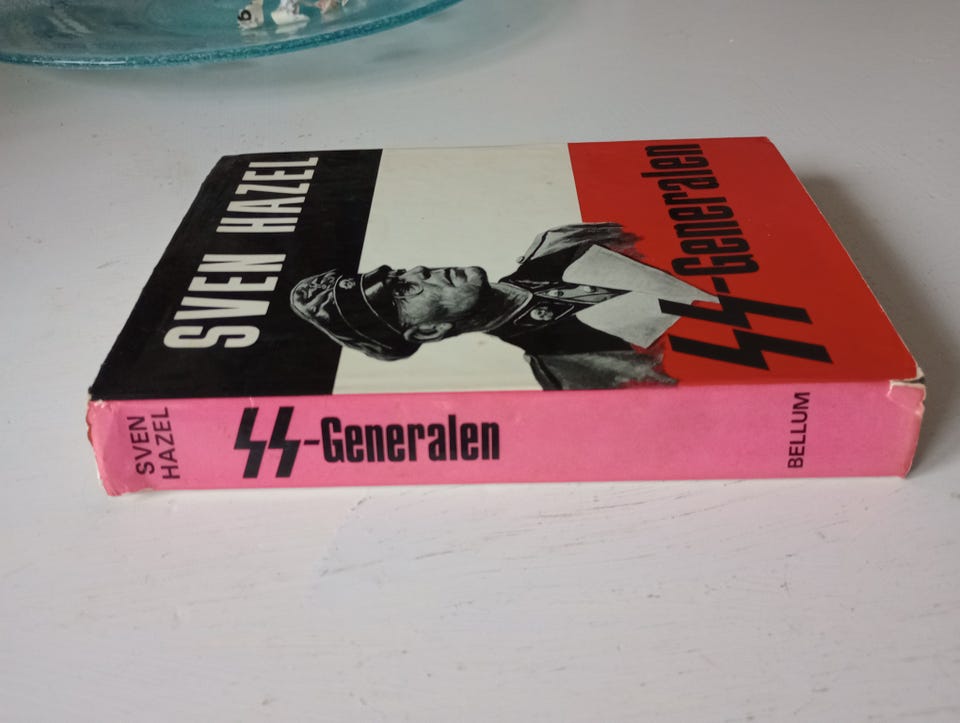 SVEN HAZEL
SS-Generalen
SVEN
HAZEL
SS-Generalen
BELLUM